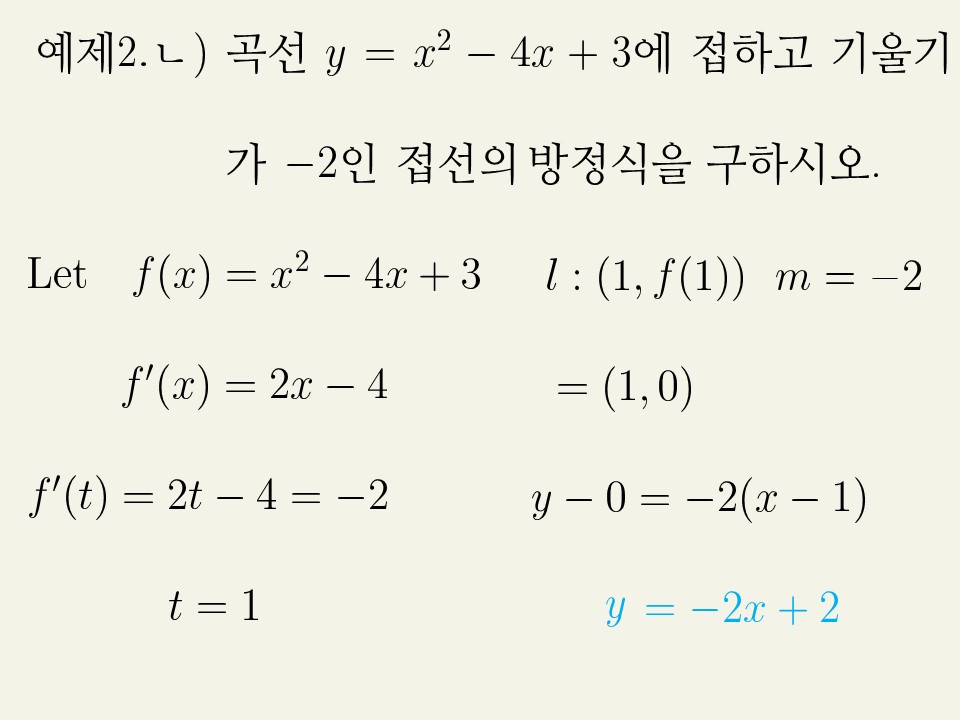 예제2.ㄴ) 곡선 y = x² − 4x + 3에 접하고 기울기
가 −2인 접선의 방정식을 구하시오.
Let f(x) = x² − 4x + 3
f′(x) = 2x − 4
f′(t) = 2t − 4 = −2
t = 1
l : (1, f(1)) m = −2
= (1, 0)
y − 0 = −2(x − 1)
y = −2x + 2